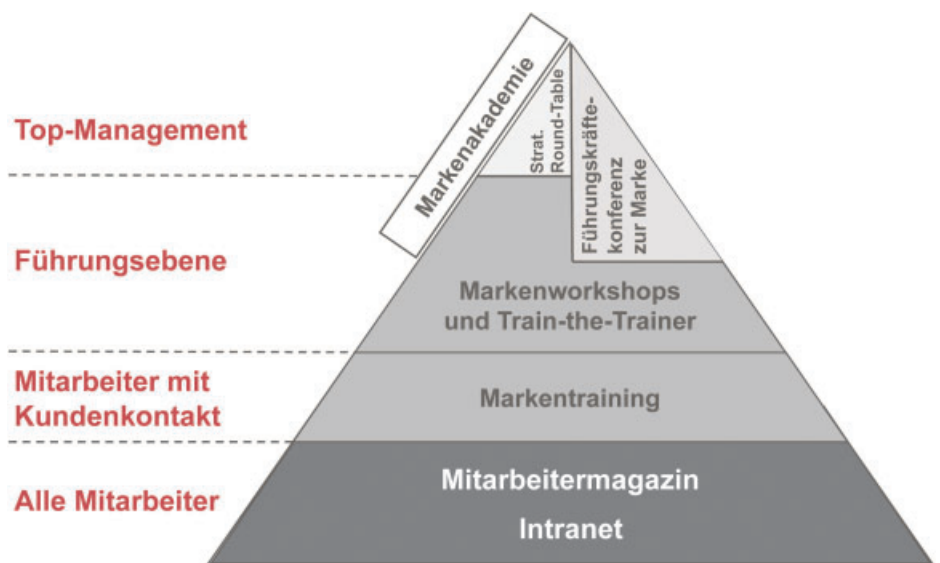 Top-Management
Markenakademie
Strat.
Round-Table
Führungskräfte-
konferenz
zur Marke
Führungsebene
Markenworkshops
und Train-the-Trainer
Mitarbeiter mit
Kundenkontakt
Markentraining
Alle Mitarbeiter
Mitarbeitermagazin
Intranet